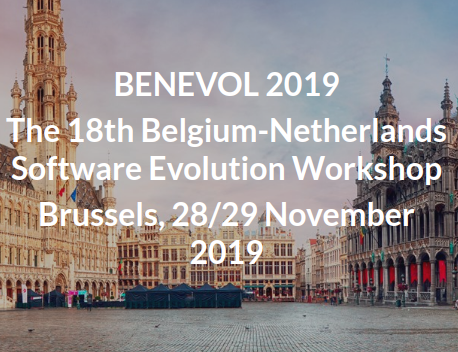 BENEVOL 2019
The 18th Belgium-Netherlands
Software Evolution Workshop
Brussels, 28/29 November
2019